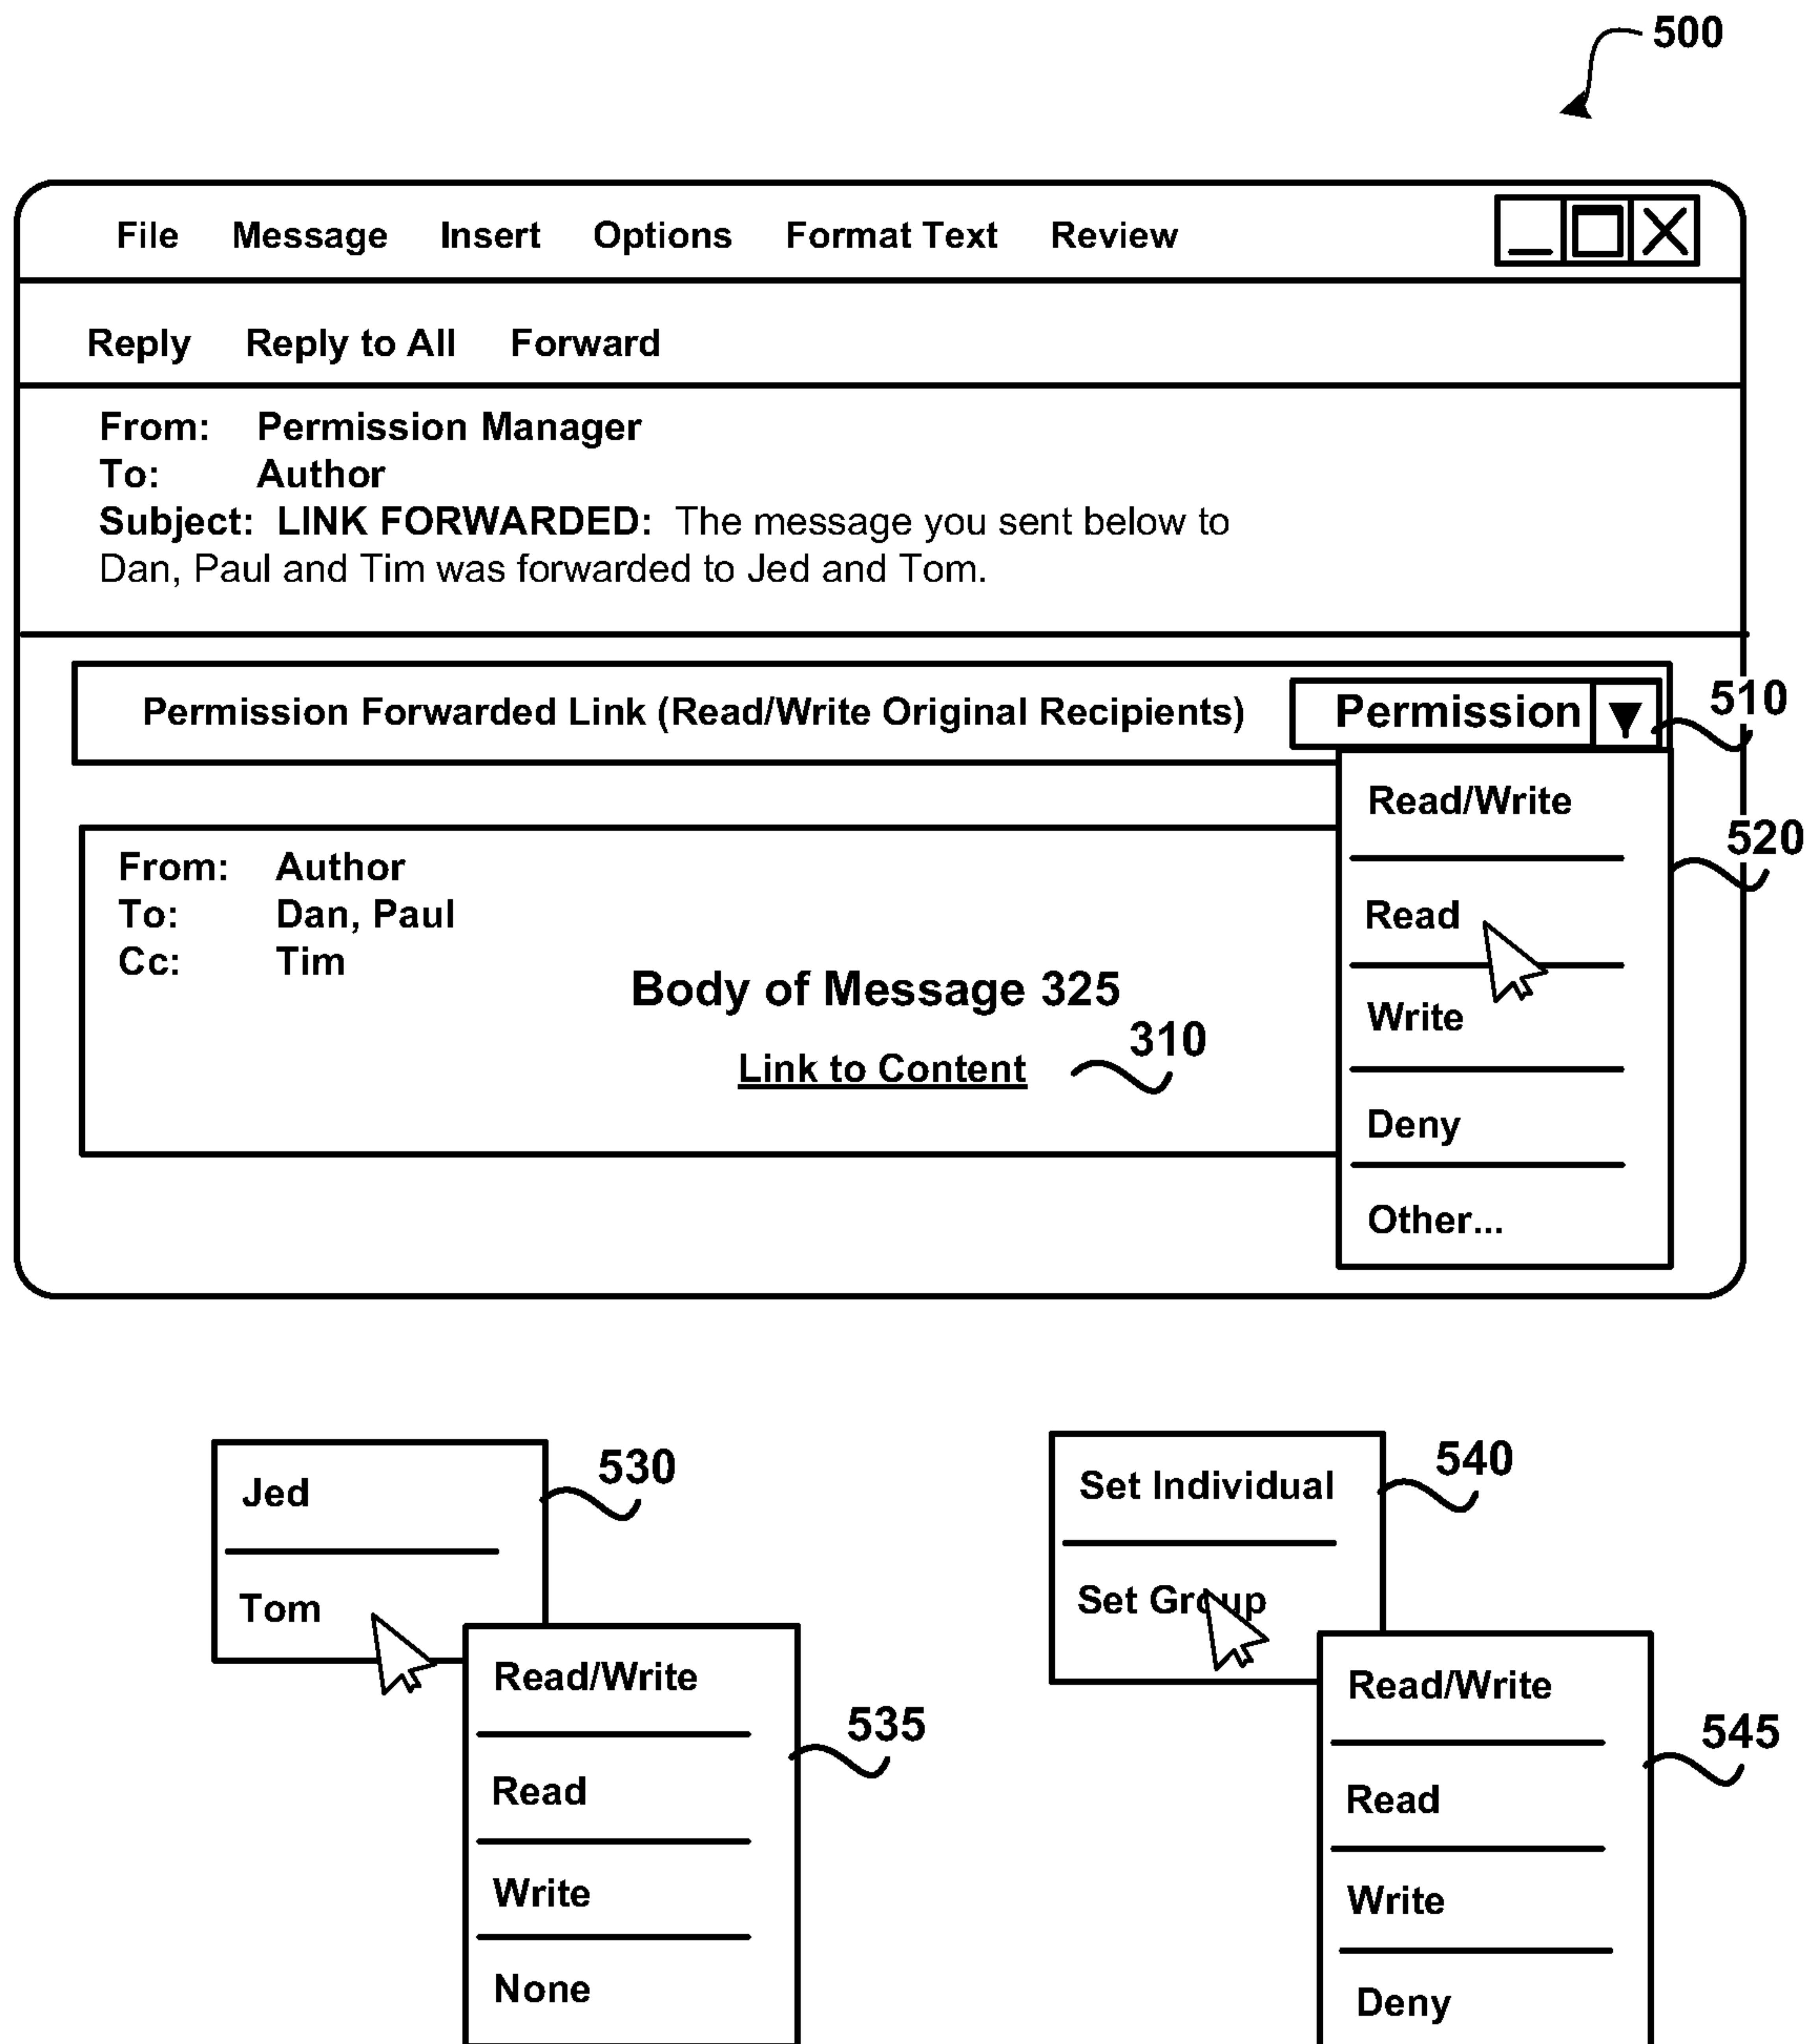 500
File Message Insert Options Format Text Review
Reply Reply to All Forward
From: Permission Manager
To: Author
Subject: LINK FORWARDED: The message you sent below to
Dan, Paul and Tim was forwarded to Jed and Tom.
Permission Forwarded Link (Read/Write Original Recipients)
Permission
510
Read/Write
520
Read
Write
Deny
Other...
From: Author
To: Dan, Paul
Cc: Tim
Body of Message 325
310
Link to Content
Jed
530
Tom
Read/Write
535
Read
Write
None
Set Individual
540
Set Group
Read/Write
545
Read
Write
Deny